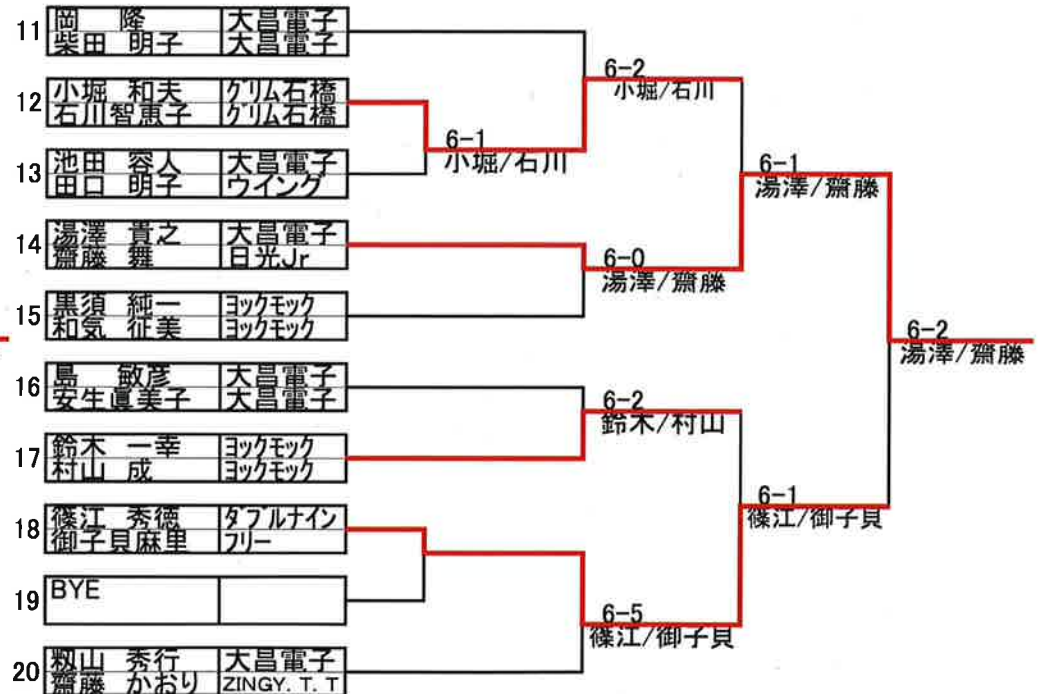 11 岡 隆 大昌電子
柴田 明子 大昌電子
12 小堀 和夫 グリム石橋
石川智恵子 グリム石橋
13 池田 容人 大昌電子
田口 明子 ウイング
14 湯澤 貴之 大昌電子
齋藤 舞 日光Jr
15 黒須 純一 ヨックモック
和気 征美 ヨックモック
16 島 敏彦 大昌電子
安生眞美子 大昌電子
17 鈴木 一幸 ヨックモック
村山 成 ヨックモック
18 篠江 秀徳 ダブルナイン
御子貝麻里 フリー
19 BYE
20 籾山 秀行 大昌電子
齋藤 かおり ZINGY. T. T
6-1
小堀/石川
6-2
小堀/石川
6-0
湯澤/齋藤
6-2
鈴木/村山
6-5
篠江/御子貝
6-1
湯澤/齋藤
6-1
篠江/御子貝
6-2
湯澤/齋藤